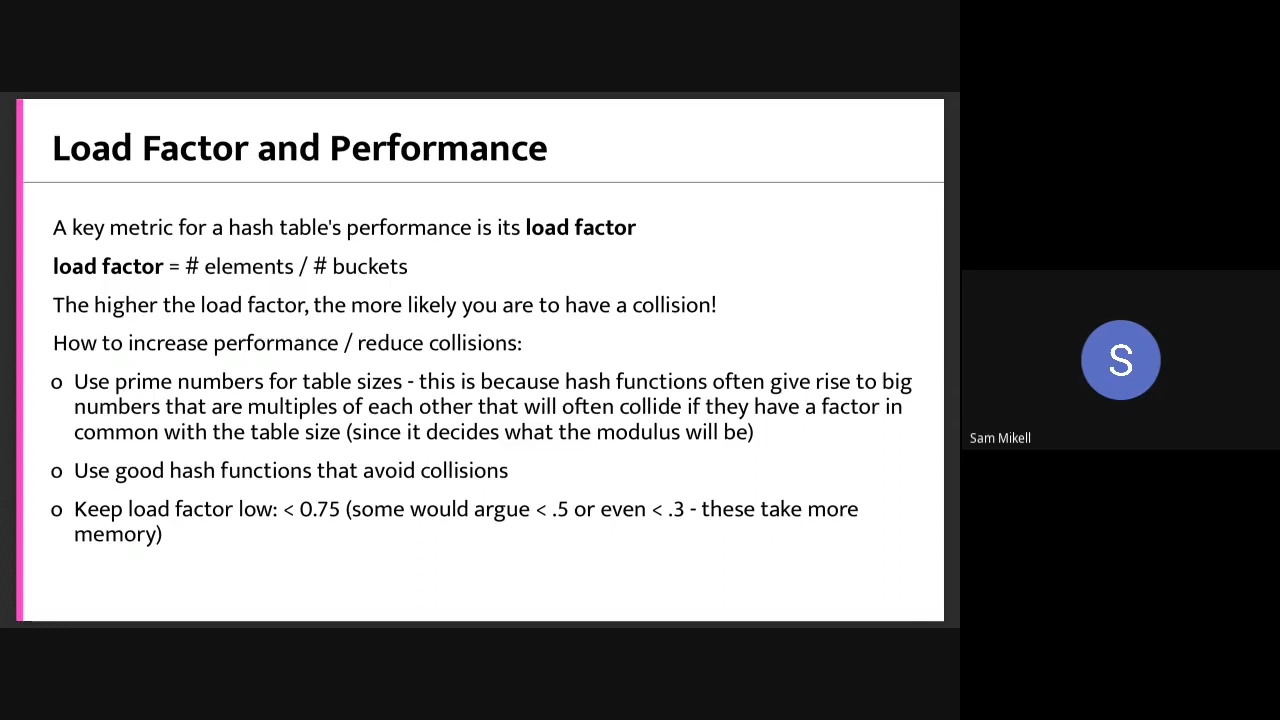 Load Factor and Performance
A key metric for a hash table's performance is its load factor
load factor = # elements / # buckets
The higher the load factor, the more likely you are to have a collision!
How to increase performance / reduce collisions:
o Use prime numbers for table sizes - this is because hash functions often give rise to big
numbers that are multiples of each other that will often collide if they have a factor in
common with the table size (since it decides what the modulus will be)
o Use good hash functions that avoid collisions
o Keep load factor low: < 0.75 (some would argue < .5 or even < .3 - these take more
memory)
S
Sam Mikell